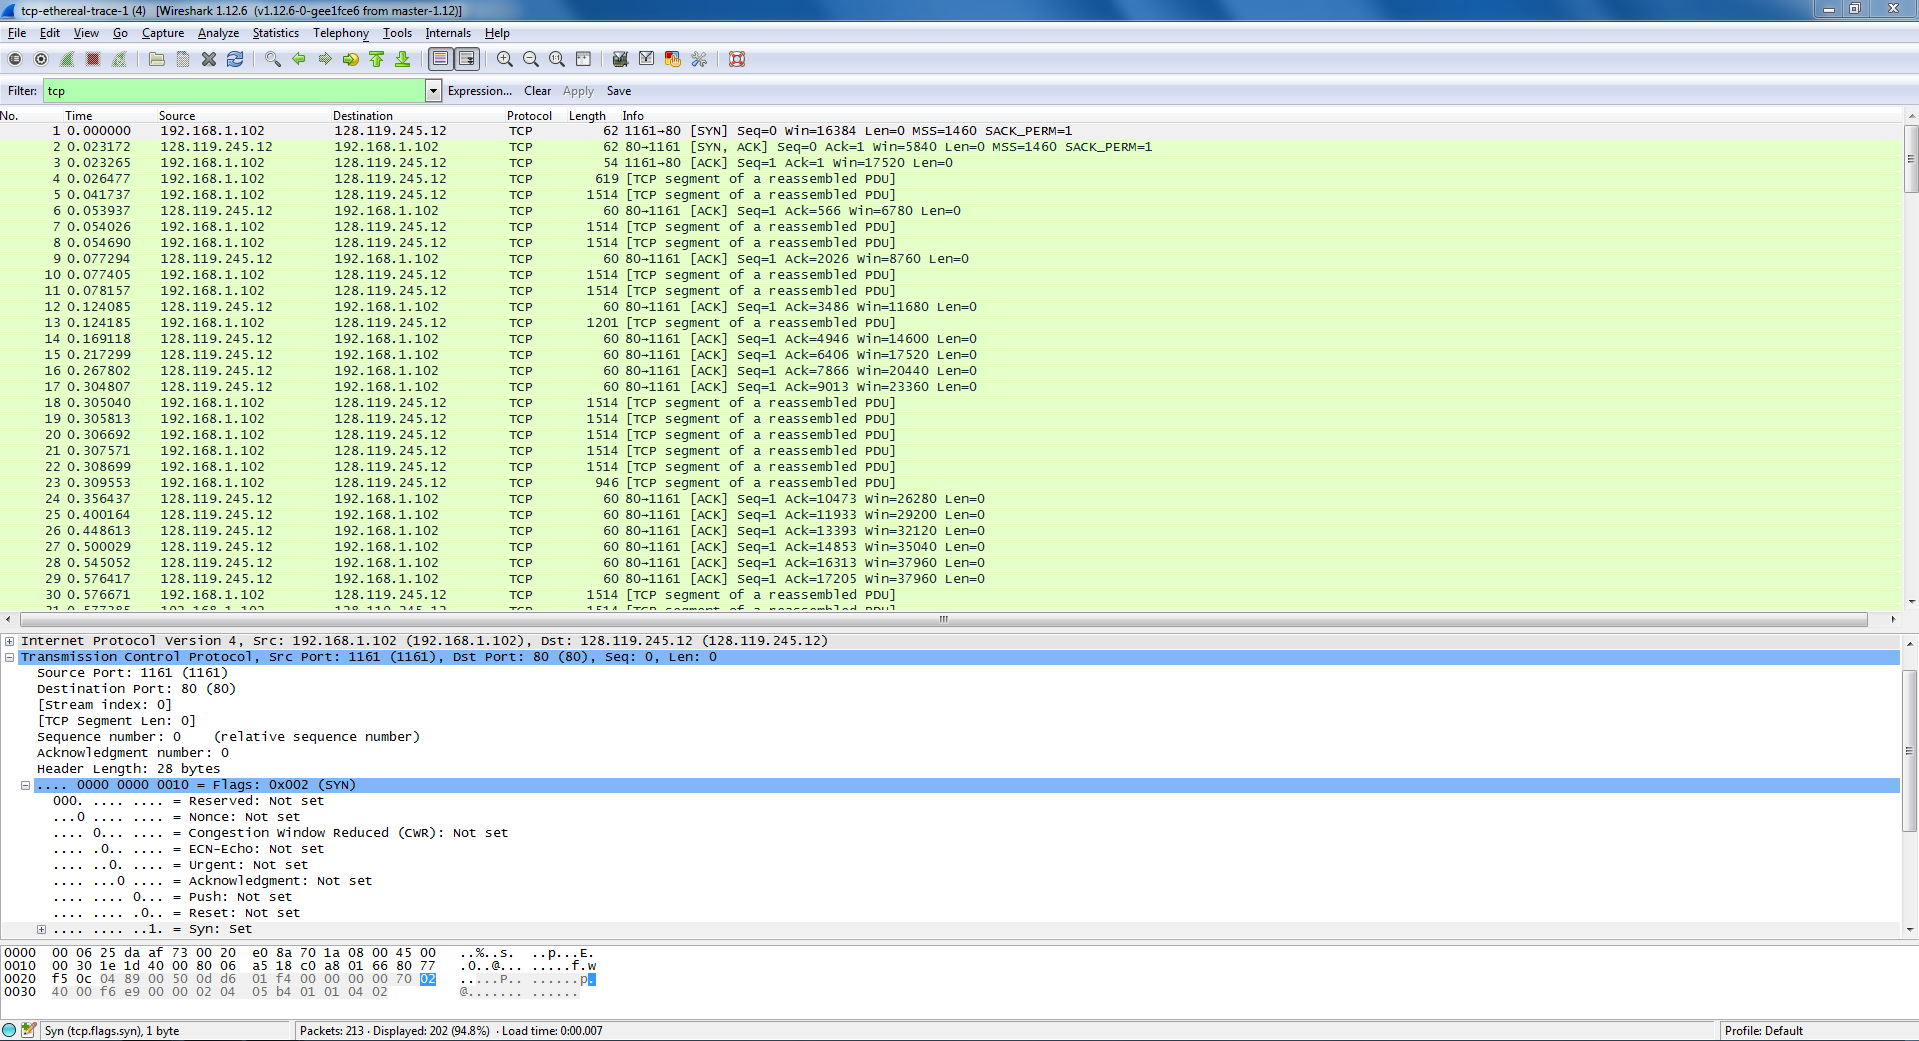 tcp-ethereal-trace-1 (4)   [Wireshark 1.12.6  (v1.12.6-0-gee1fce6 from master-1.12)]
File Edit View Go Capture Analyze Statistics Telephony Tools Internals Help
Filter: tcp Expression... Clear Apply Save
No. Time Source Destination Protocol Length Info
1 0.000000 192.168.1.102 128.119.245.12 TCP 62 1161→80 [SYN] Seq=0 Win=16384 Len=0 MSS=1460 SACK_PERM=1
2 0.023172 128.119.245.12 192.168.1.102 TCP 62 80→1161 [SYN, ACK] Seq=0 Ack=1 Win=5840 Len=0 MSS=1460 SACK_PERM=1
3 0.023265 192.168.1.102 128.119.245.12 TCP 54 1161→80 [ACK] Seq=1 Ack=1 Win=17520 Len=0
4 0.026477 192.168.1.102 128.119.245.12 TCP 619 [TCP segment of a reassembled PDU]
5 0.041737 192.168.1.102 128.119.245.12 TCP 1514 [TCP segment of a reassembled PDU]
6 0.053937 128.119.245.12 192.168.1.102 TCP 60 80→1161 [ACK] Seq=1 Ack=566 Win=6780 Len=0
7 0.054026 192.168.1.102 128.119.245.12 TCP 1514 [TCP segment of a reassembled PDU]
8 0.054690 192.168.1.102 128.119.245.12 TCP 1514 [TCP segment of a reassembled PDU]
9 0.077294 128.119.245.12 192.168.1.102 TCP 60 80→1161 [ACK] Seq=1 Ack=2026 Win=8760 Len=0
10 0.077405 192.168.1.102 128.119.245.12 TCP 1514 [TCP segment of a reassembled PDU]
11 0.078157 192.168.1.102 128.119.245.12 TCP 1514 [TCP segment of a reassembled PDU]
12 0.124085 128.119.245.12 192.168.1.102 TCP 60 80→1161 [ACK] Seq=1 Ack=3486 Win=11680 Len=0
13 0.124185 192.168.1.102 128.119.245.12 TCP 1201 [TCP segment of a reassembled PDU]
14 0.169118 128.119.245.12 192.168.1.102 TCP 60 80→1161 [ACK] Seq=1 Ack=4946 Win=14600 Len=0
15 0.217299 128.119.245.12 192.168.1.102 TCP 60 80→1161 [ACK] Seq=1 Ack=6406 Win=17520 Len=0
16 0.267802 128.119.245.12 192.168.1.102 TCP 60 80→1161 [ACK] Seq=1 Ack=7866 Win=20440 Len=0
17 0.304807 128.119.245.12 192.168.1.102 TCP 60 80→1161 [ACK] Seq=1 Ack=9013 Win=23360 Len=0
18 0.305040 192.168.1.102 128.119.245.12 TCP 1514 [TCP segment of a reassembled PDU]
19 0.305813 192.168.1.102 128.119.245.12 TCP 1514 [TCP segment of a reassembled PDU]
20 0.306692 192.168.1.102 128.119.245.12 TCP 1514 [TCP segment of a reassembled PDU]
21 0.307571 192.168.1.102 128.119.245.12 TCP 1514 [TCP segment of a reassembled PDU]
22 0.308699 192.168.1.102 128.119.245.12 TCP 1514 [TCP segment of a reassembled PDU]
23 0.309553 192.168.1.102 128.119.245.12 TCP 946 [TCP segment of a reassembled PDU]
24 0.356437 128.119.245.12 192.168.1.102 TCP 60 80→1161 [ACK] Seq=1 Ack=10473 Win=26280 Len=0
25 0.400164 128.119.245.12 192.168.1.102 TCP 60 80→1161 [ACK] Seq=1 Ack=11933 Win=29200 Len=0
26 0.448613 128.119.245.12 192.168.1.102 TCP 60 80→1161 [ACK] Seq=1 Ack=13393 Win=32120 Len=0
27 0.500029 128.119.245.12 192.168.1.102 TCP 60 80→1161 [ACK] Seq=1 Ack=14853 Win=35040 Len=0
28 0.545052 128.119.245.12 192.168.1.102 TCP 60 80→1161 [ACK] Seq=1 Ack=16313 Win=37960 Len=0
29 0.576417 128.119.245.12 192.168.1.102 TCP 60 80→1161 [ACK] Seq=1 Ack=17205 Win=37960 Len=0
30 0.576671 192.168.1.102 128.119.245.12 TCP 1514 [TCP segment of a reassembled PDU]
31 0.577385 192.168.1.102 128.119.245.12 TCP 1514 [TCP segment of a reassembled PDU]
Internet Protocol Version 4, Src: 192.168.1.102 (192.168.1.102), Dst: 128.119.245.12 (128.119.245.12)
Transmission Control Protocol, Src Port: 1161 (1161), Dst Port: 80 (80), Seq: 0, Len: 0
Source Port: 1161 (1161)
Destination Port: 80 (80)
[Stream index: 0]
[TCP Segment Len: 0]
Sequence number: 0    (relative sequence number)
Acknowledgment number: 0
Header Length: 28 bytes
.... 0000 0000 0010 = Flags: 0x002 (SYN)
000. .... .... = Reserved: Not set
...0 .... .... = Nonce: Not set
.... 0... .... = Congestion Window Reduced (CWR): Not set
.... .0.. .... = ECN-Echo: Not set
.... ..0. .... = Urgent: Not set
.... ...0 .... = Acknowledgment: Not set
.... .... 0... = Push: Not set
.... .... .0.. = Reset: Not set
.... .... ..1. = Syn: Set
0000  00 06 25 da af 73 00 20  e0 8a 70 1a 08 00 45 00   ..%..s.  ..p...E.
0010  00 30 1e 1d 40 00 80 06  a5 18 c0 a8 01 66 80 77   .0..@... .....f.w
0020  f5 0c 04 89 00 50 0d d6  01 f4 00 00 00 00 70 02   .....P.. ......p.
0030  40 00 f6 e9 00 00 02 04  05 b4 01 01 04 02         @....... ......
Syn (tcp.flags.syn), 1 byte Packets: 213 · Displayed: 202 (94.8%)  · Load time: 0:00.007 Profile: Default